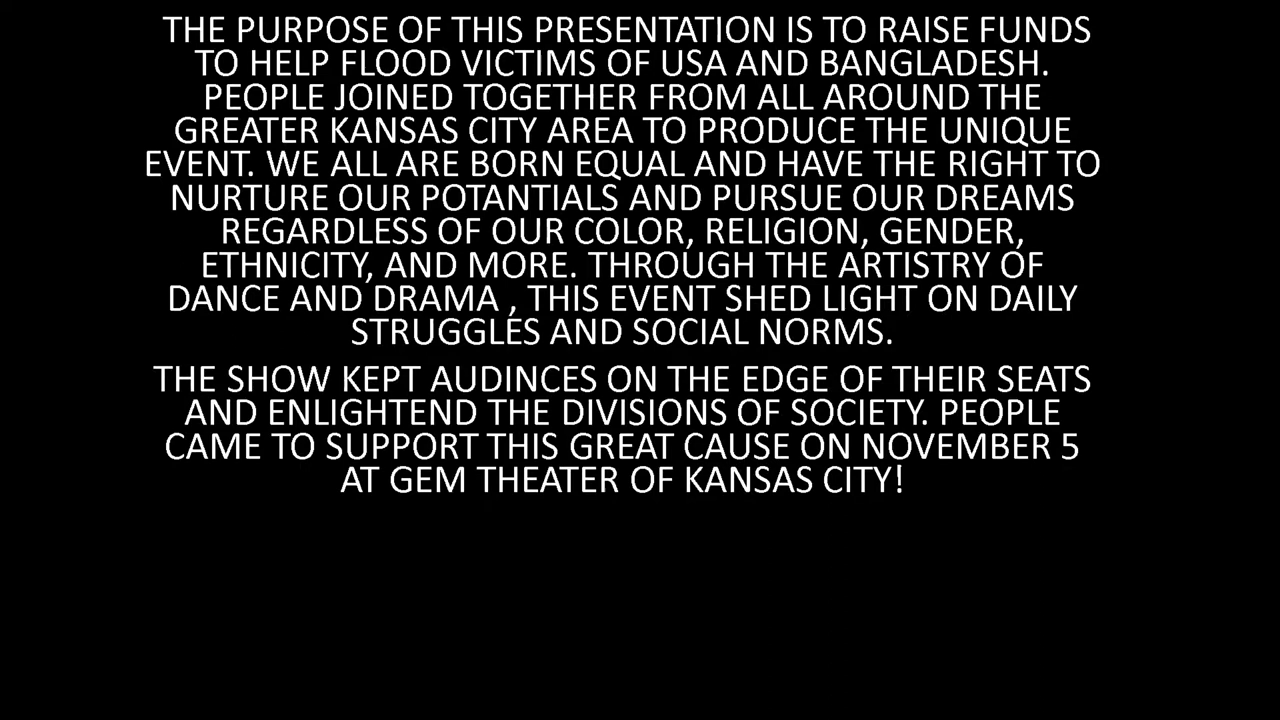 THE PURPOSE OF THIS PRESENTATION IS TO RAISE FUNDS
TO HELP FLOOD VICTIMS OF USA AND BANGLADESH.
PEOPLE JOINED TOGETHER FROM ALL AROUND THE
GREATER KANSAS CITY AREA TO PRODUCE THE UNIQUE
EVENT. WE ALL ARE BORN EQUAL AND HAVE THE RIGHT TO
NURTURE OUR POTANTIALS AND PURSUE OUR DREAMS
REGARDLESS OF OUR COLOR, RELIGION, GENDER,
ETHNICITY, AND MORE. THROUGH THE ARTISTRY OF
DANCE AND DRAMA , THIS EVENT SHED LIGHT ON DAILY
STRUGGLES AND SOCIAL NORMS.
THE SHOW KEPT AUDINCES ON THE EDGE OF THEIR SEATS
AND ENLIGHTEND THE DIVISIONS OF SOCIETY. PEOPLE
CAME TO SUPPORT THIS GREAT CAUSE ON NOVEMBER 5
AT GEM THEATER OF KANSAS CITY!